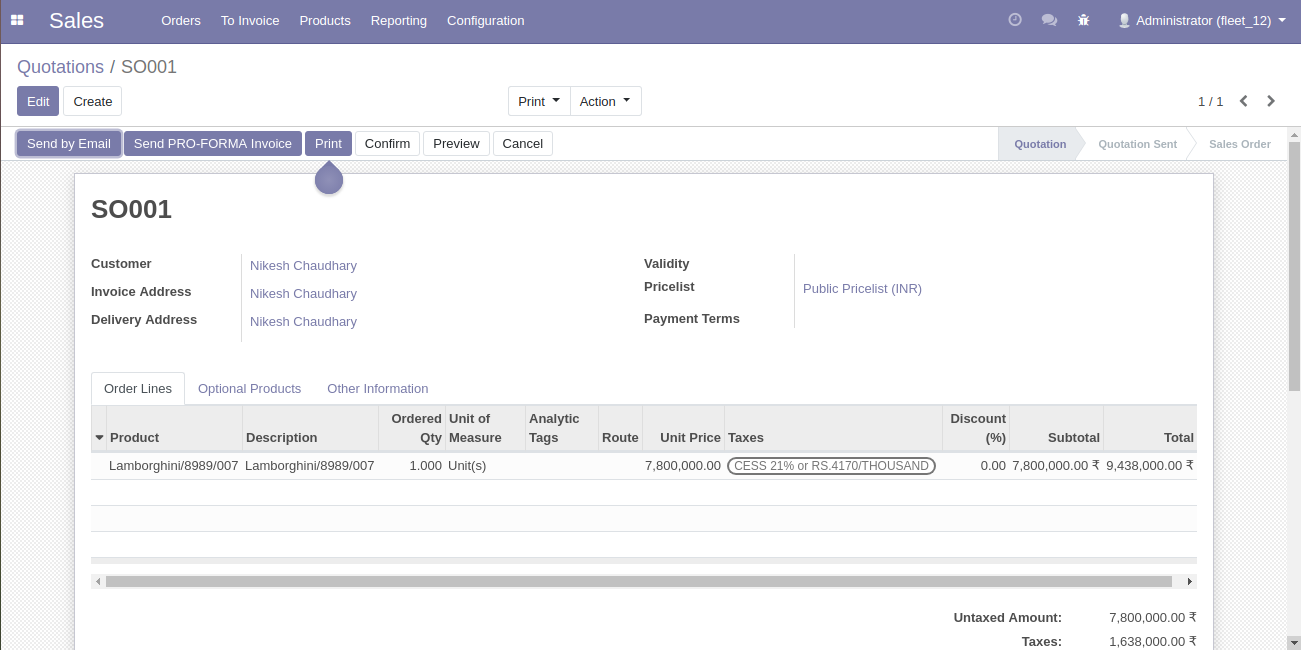 Sales Orders To Invoice Products Reporting Configuration Administrator (fleet_12)
Quotations / SO001
Edit Create Print Action 1 / 1
Send by Email Send PRO-FORMA Invoice Print Confirm Preview Cancel Quotation Quotation Sent Sales Order
SO001
Customer Nikesh Chaudhary Validity
Invoice Address Nikesh Chaudhary Pricelist Public Pricelist (INR)
Delivery Address Nikesh Chaudhary Payment Terms
Order Lines Optional Products Other Information
Product Description Ordered Qty Unit of Measure Analytic Tags Route Unit Price Taxes Discount (%) Subtotal Total
Lamborghini/8989/007 Lamborghini/8989/007 1.000 Unit(s) 7,800,000.00 CESS 21% or RS.4170/THOUSAND 0.00 7,800,000.00 ₹ 9,438,000.00 ₹
Untaxed Amount: 7,800,000.00 ₹
Taxes: 1,638,000.00 ₹